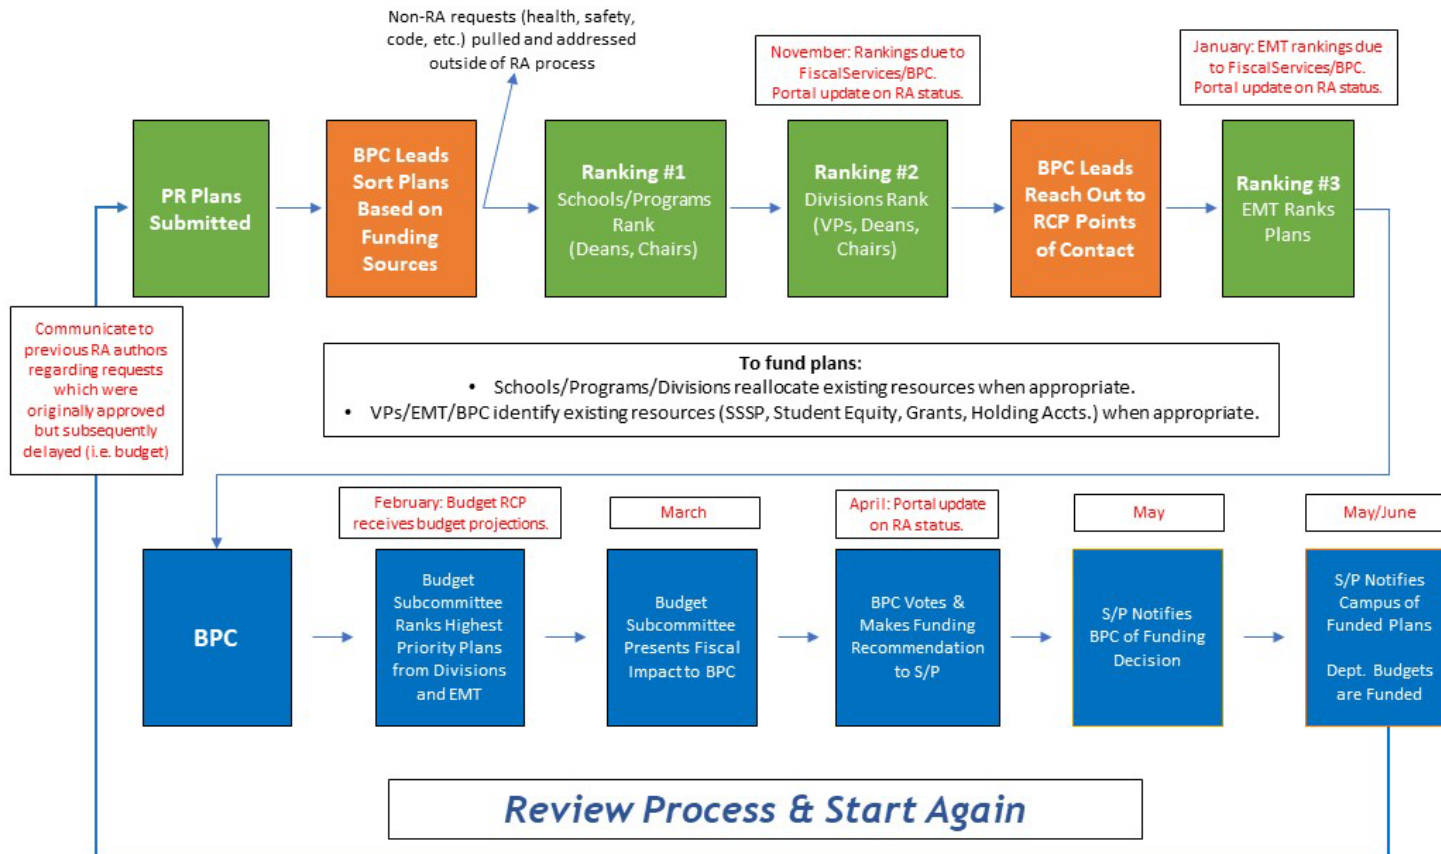 Non-RA requests (health, safety,
code, etc.) pulled and addressed
outside of RA process
November: Rankings due to
FiscalServices/BPC.
Portal update on RA status.
January: EMT rankings due
to FiscalServices/BPC.
Portal update on RA status.
PR Plans
Submitted
BPC Leads
Sort Plans
Based on
Funding
Sources
Ranking #1
Schools/Programs
Rank
(Deans, Chairs)
Ranking #2
Divisions Rank
(VPs, Deans,
Chairs)
BPC Leads
Reach Out to
RCP Points
of Contact
Ranking #3
EMT Ranks
Plans
Communicate to
previous RA authors
regarding requests
which were
originally approved
but subsequently
delayed (i.e. budget)
To fund plans:
• Schools/Programs/Divisions reallocate existing resources when appropriate.
• VPs/EMT/BPC identify existing resources (SSSP, Student Equity, Grants, Holding Accts.) when appropriate.
February: Budget RCP
receives budget projections.
March
April: Portal update
on RA status.
May
May/June
BPC
Budget
Subcommittee
Ranks Highest
Priority Plans
from Divisions
and EMT
Budget
Subcommittee
Presents Fiscal
Impact to BPC
BPC Votes &
Makes Funding
Recommendation
to S/P
S/P Notifies
BPC of Funding
Decision
S/P Notifies
Campus of
Funded Plans
Dept. Budgets
are Funded
Review Process & Start Again